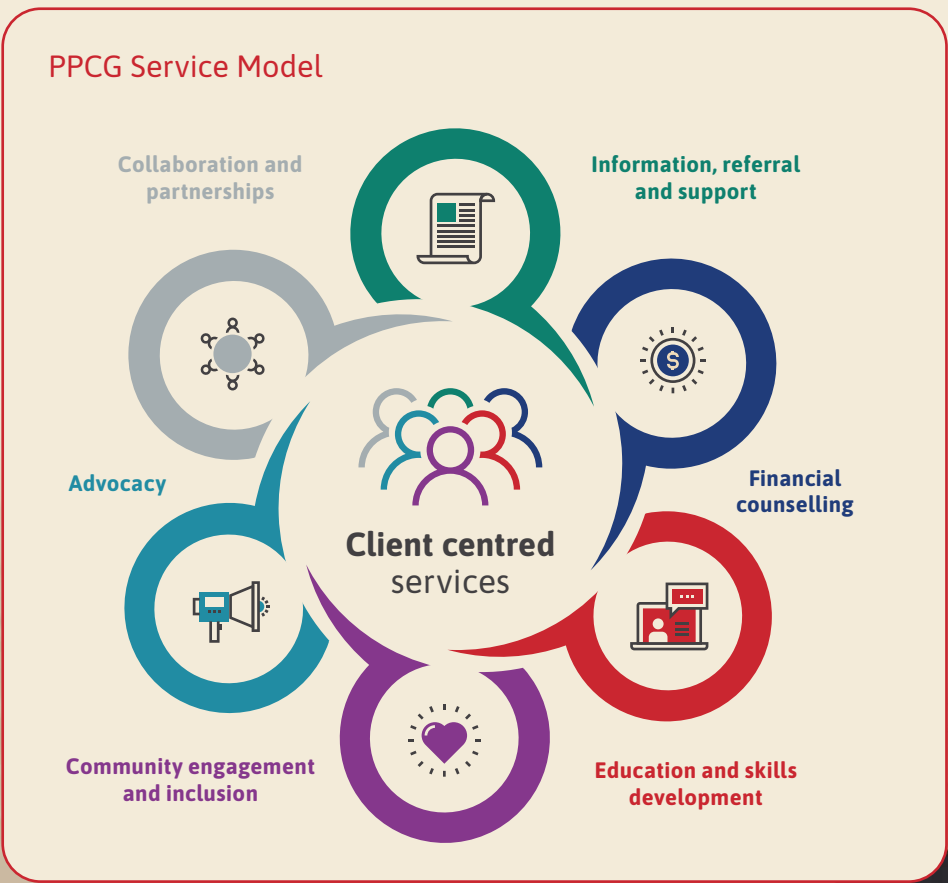 PPCG Service Model
Collaboration and
partnerships
Information, referral
and support
$
Advocacy
Financial
counselling
Client centred
services
Community engagement
and inclusion
Education and skills
development